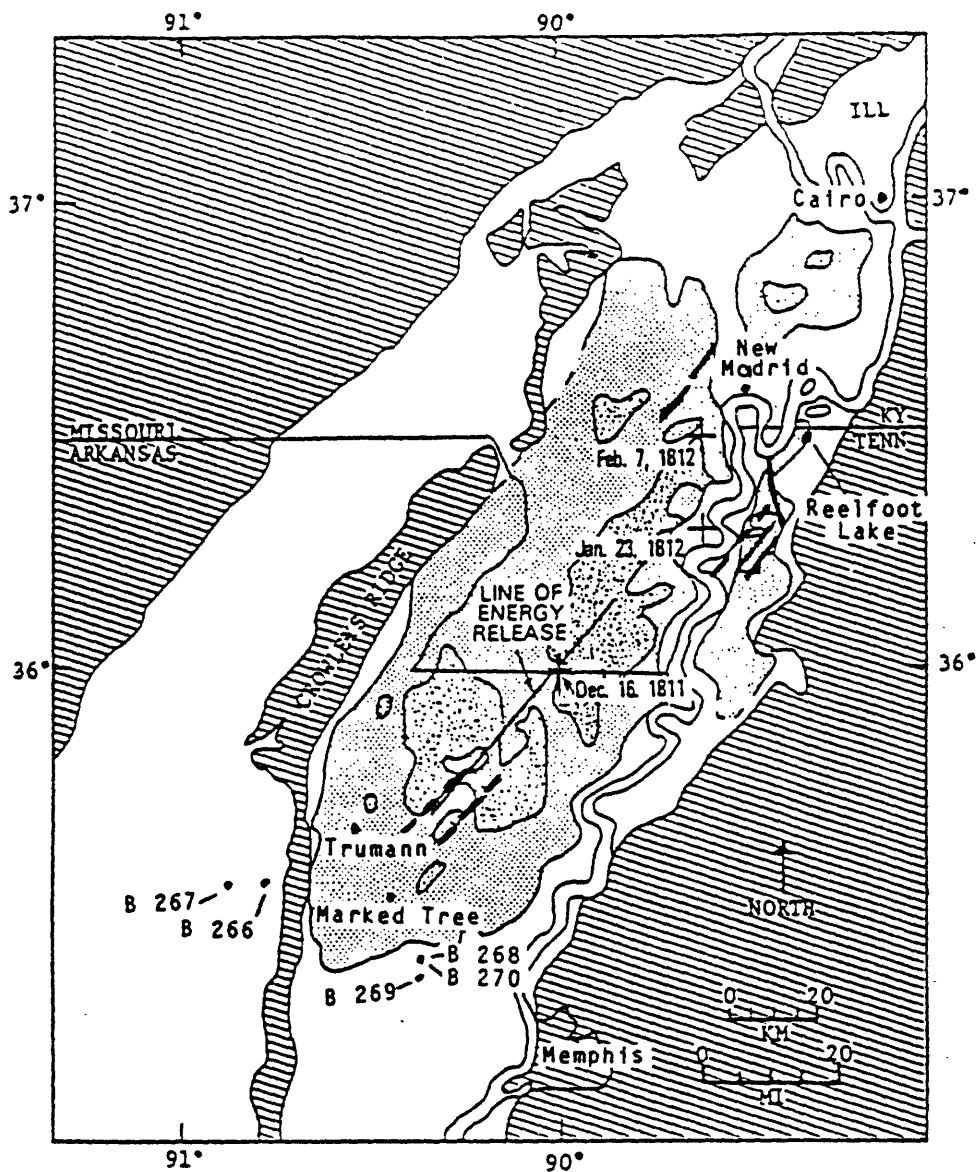 91° 90°
ILL
37° 37°
Cairo
New
Madrid
MISSOURI
ARKANSAS
KY
TENN
Feb. 7, 1812
Reelfoot
Lake
Jan. 23, 1812
CROWLEYS RIDGE
LINE OF
ENERGY
RELEASE
36° 36°
Dec. 16. 1811
Trumann
B 267
B 266
Marked Tree
NORTH
B 268
B 270
B 269
0 20
KM
Memphis
0 20
MI
91° 90°